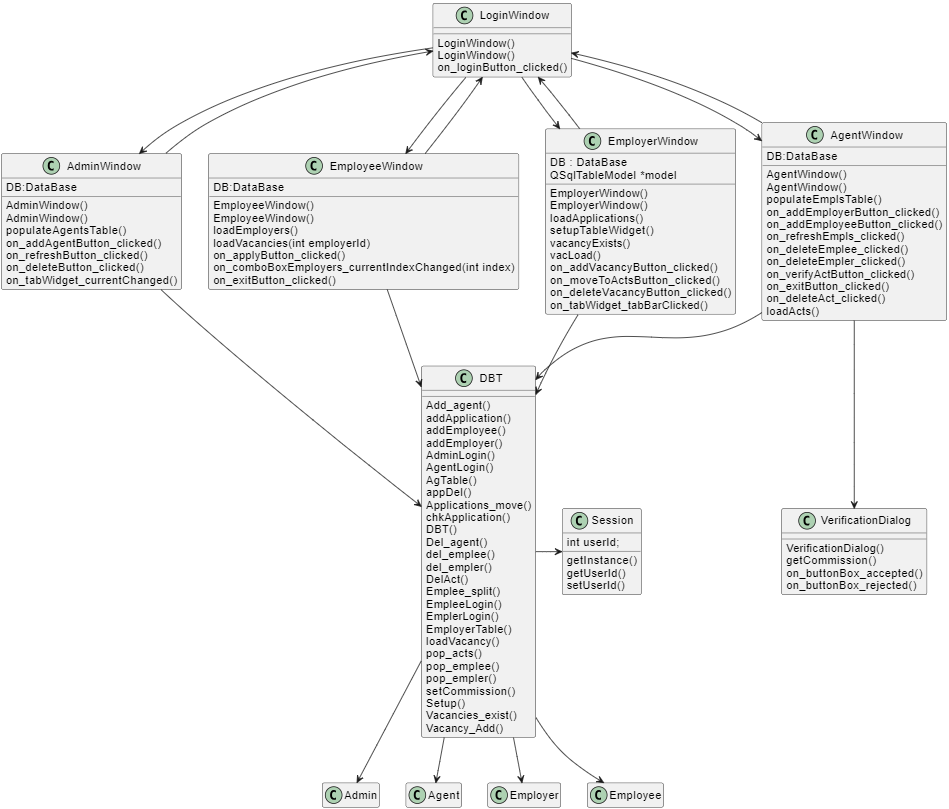 C LoginWindow
LoginWindow()
LoginWindow()
on_loginButton_clicked()
C AdminWindow
DB:DataBase
AdminWindow()
AdminWindow()
populateAgentsTable()
on_addAgentButton_clicked()
on_refreshButton_clicked()
on_deleteButton_clicked()
on_tabWidget_currentChanged()
C EmployeeWindow
DB:DataBase
EmployeeWindow()
EmployeeWindow()
loadEmployers()
loadVacancies(int employerId)
on_applyButton_clicked()
on_comboBoxEmployers_currentIndexChanged(int index)
on_exitButton_clicked()
C EmployerWindow
DB : DataBase
QSqlTableModel *model
EmployerWindow()
EmployerWindow()
loadApplications()
setupTableWidget()
vacancyExists()
vacLoad()
on_addVacancyButton_clicked()
on_moveToActsButton_clicked()
on_deleteVacancyButton_clicked()
on_tabWidget_tabBarClicked()
C AgentWindow
DB:DataBase
AgentWindow()
AgentWindow()
populateEmplsTable()
on_addEmployerButton_clicked()
on_addEmployeeButton_clicked()
on_refreshEmpls_clicked()
on_deleteEmplee_clicked()
on_deleteEmpler_clicked()
on_verifyActButton_clicked()
on_exitButton_clicked()
on_deleteAct_clicked()
loadActs()
C DBT
Add_agent()
addApplication()
addEmployee()
addEmployer()
AdminLogin()
AgentLogin()
AgTable()
appDel()
Applications_move()
chkApplication()
DBT()
Del_agent()
del_emplee()
del_empler()
DelAct()
Emplee_split()
EmpleeLogin()
EmplerLogin()
EmployerTable()
loadVacancy()
pop_acts()
pop_emplee()
pop_empler()
setCommission()
Setup()
Vacancies_exist()
Vacancy_Add()
C Session
int userId;
getInstance()
getUserId()
setUserId()
C VerificationDialog
VerificationDialog()
getCommission()
on_buttonBox_accepted()
on_buttonBox_rejected()
C Admin
C Agent
C Employer
C Employee